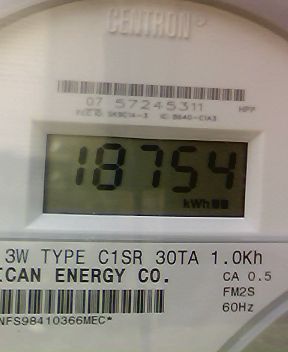 CENTRON
07 57245311
HPP
18754
kWh
3W TYPE C1SR 30TA 1.0Kh
ICAN ENERGY CO.
CA 0.5
FM2S
60Hz
NFS98410366MEC*